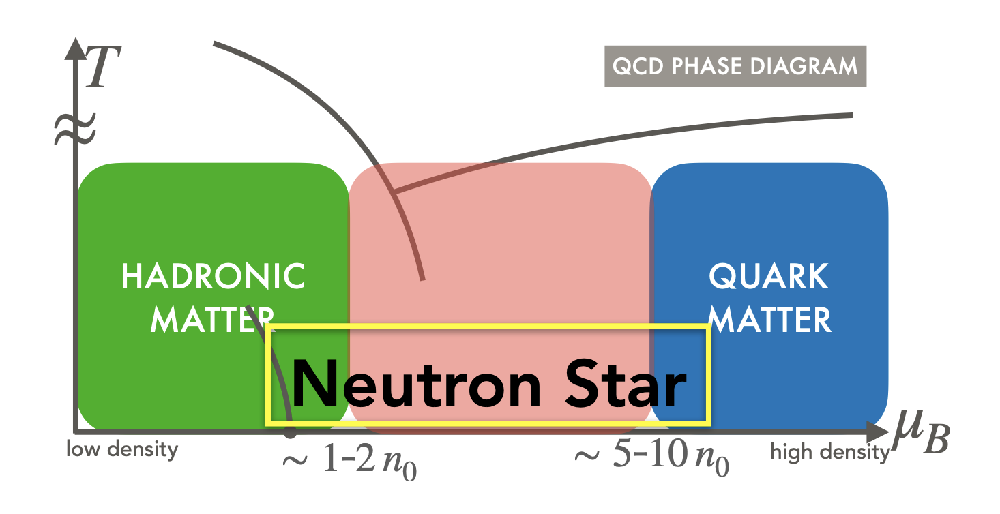 T
QCD PHASE DIAGRAM
≈
HADRONIC
MATTER
QUARK
MATTER
Neutron Star
low density
~ 1-2 n₀
~ 5-10 n₀
high density
μ_B